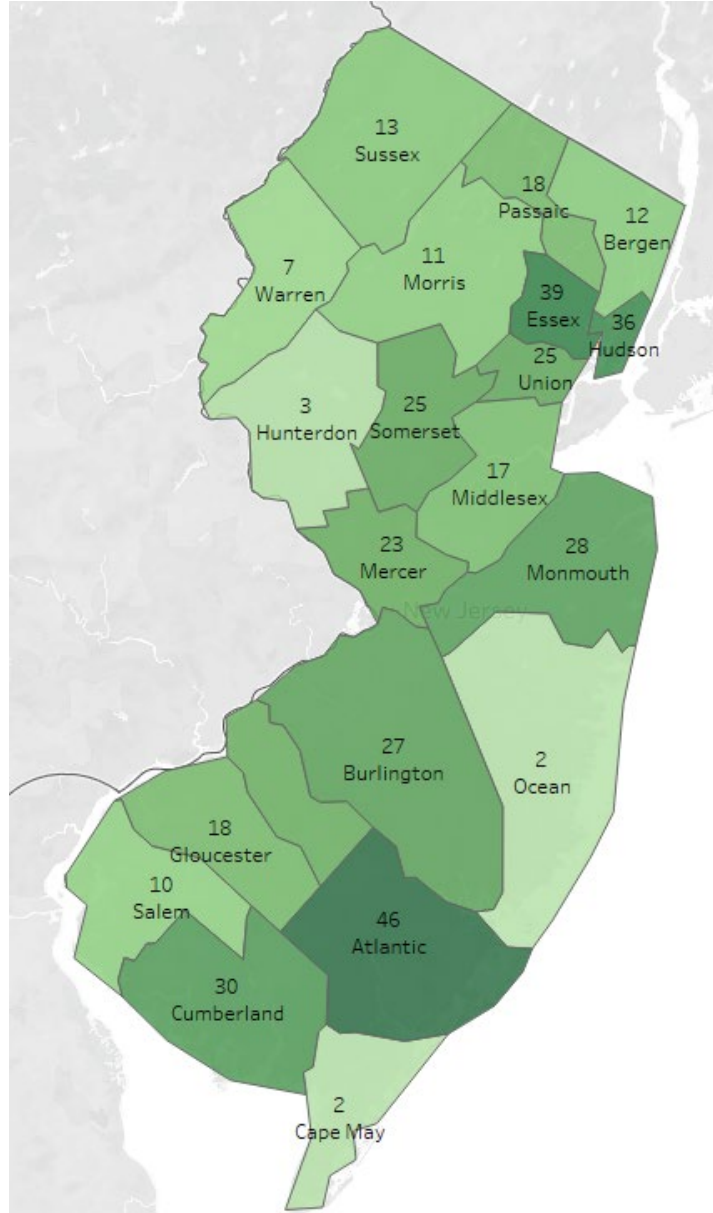 13
Sussex
18
Passaic
12
Bergen
11
Morris
7
Warren
39
Essex
36
Hudson
25
Union
3
Hunterdon
25
Somerset
17
Middlesex
23
Mercer
28
Monmouth
New Jersey
27
Burlington
2
Ocean
18
Gloucester
10
Salem
46
Atlantic
30
Cumberland
2
Cape May